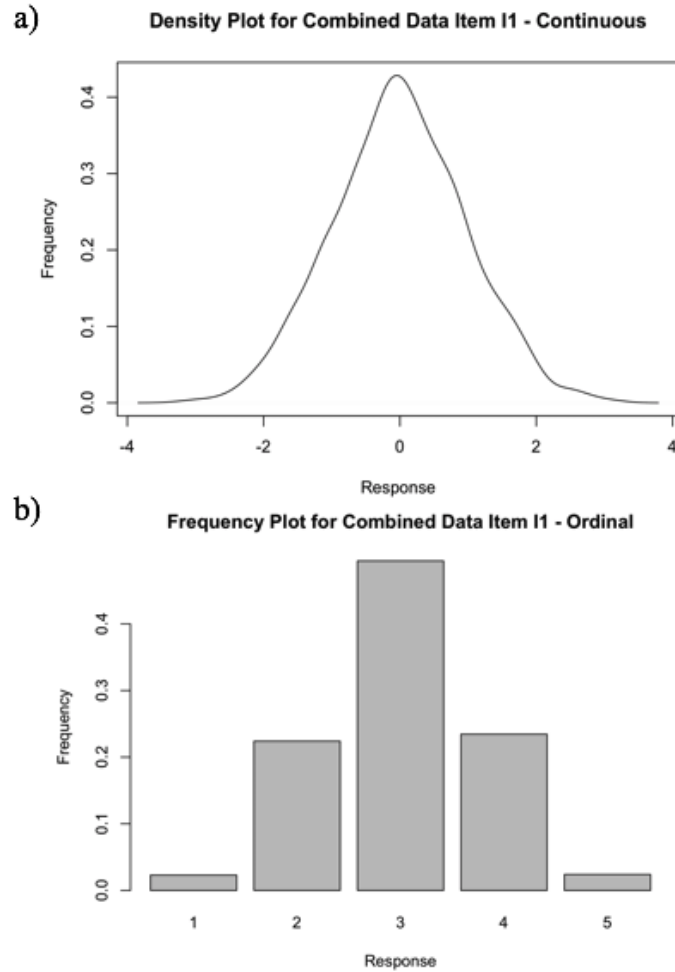 a)
Density Plot for Combined Data Item I1 - Continuous
Frequency
0.4
0.3
0.2
0.1
0.0
-4
-2
0
2
4
Response
b)
Frequency Plot for Combined Data Item I1 - Ordinal
Frequency
0.4
0.3
0.2
0.1
0.0
1
2
3
4
5
Response